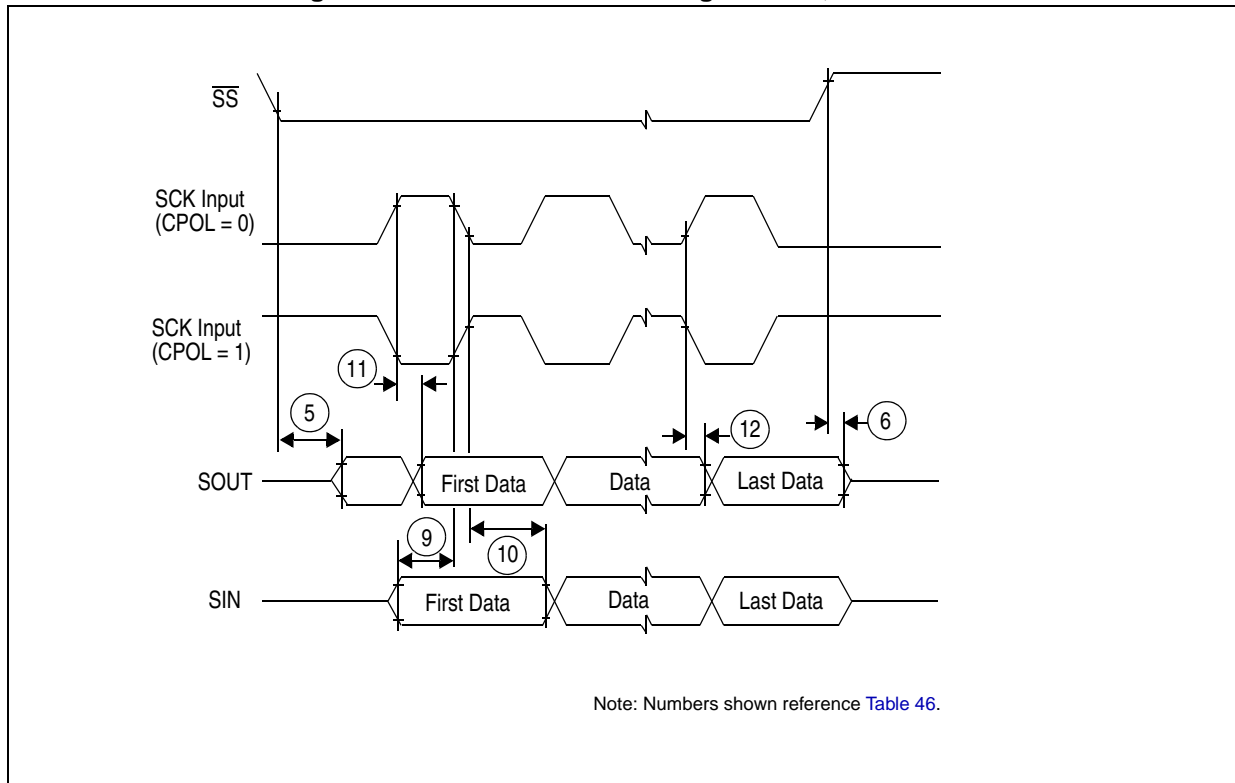 SS
SCK Input
(CPOL = 0)
SCK Input
(CPOL = 1)
11
5
12
6
SOUT
First Data
Data
Last Data
9
10
SIN
First Data
Data
Last Data
Note: Numbers shown reference Table 46.